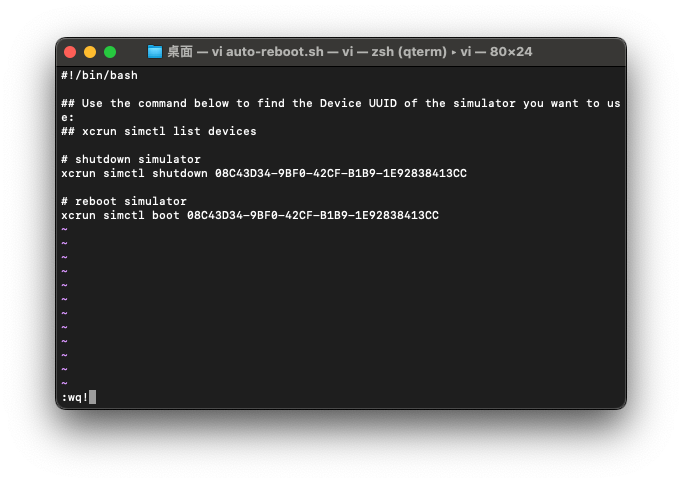 桌面 — vi auto-reboot.sh — vi — zsh (qterm) ▸ vi — 80×24
#!/bin/bash
## Use the command below to find the Device UUID of the simulator you want to us
e:
## xcrun simctl list devices
# shutdown simulator
xcrun simctl shutdown 08C43D34-9BF0-42CF-B1B9-1E92838413CC
# reboot simulator
xcrun simctl boot 08C43D34-9BF0-42CF-B1B9-1E92838413CC
~
~
~
~
~
~
~
~
~
~
~
~
:wq!